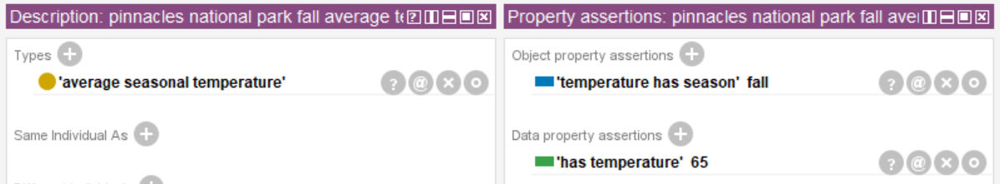 Description: pinnacles national park fall average te
Types
'average seasonal temperature'
Same Individual As
Property assertions: pinnacles national park fall aver
Object property assertions
'temperature has season' fall
Data property assertions
'has temperature' 65